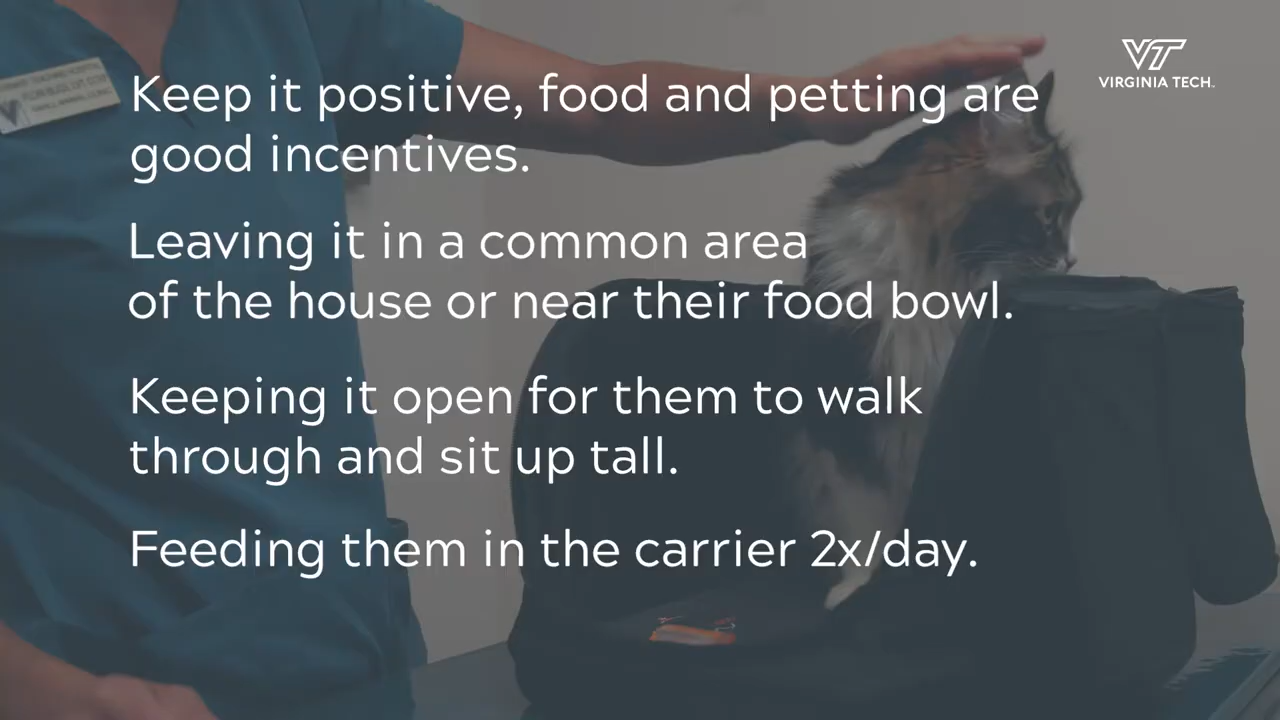 Keep it positive, food and petting are
good incentives.
Leaving it in a common area
of the house or near their food bowl.
Keeping it open for them to walk
through and sit up tall.
Feeding them in the carrier 2x/day.
VT
VIRGINIA TECH.